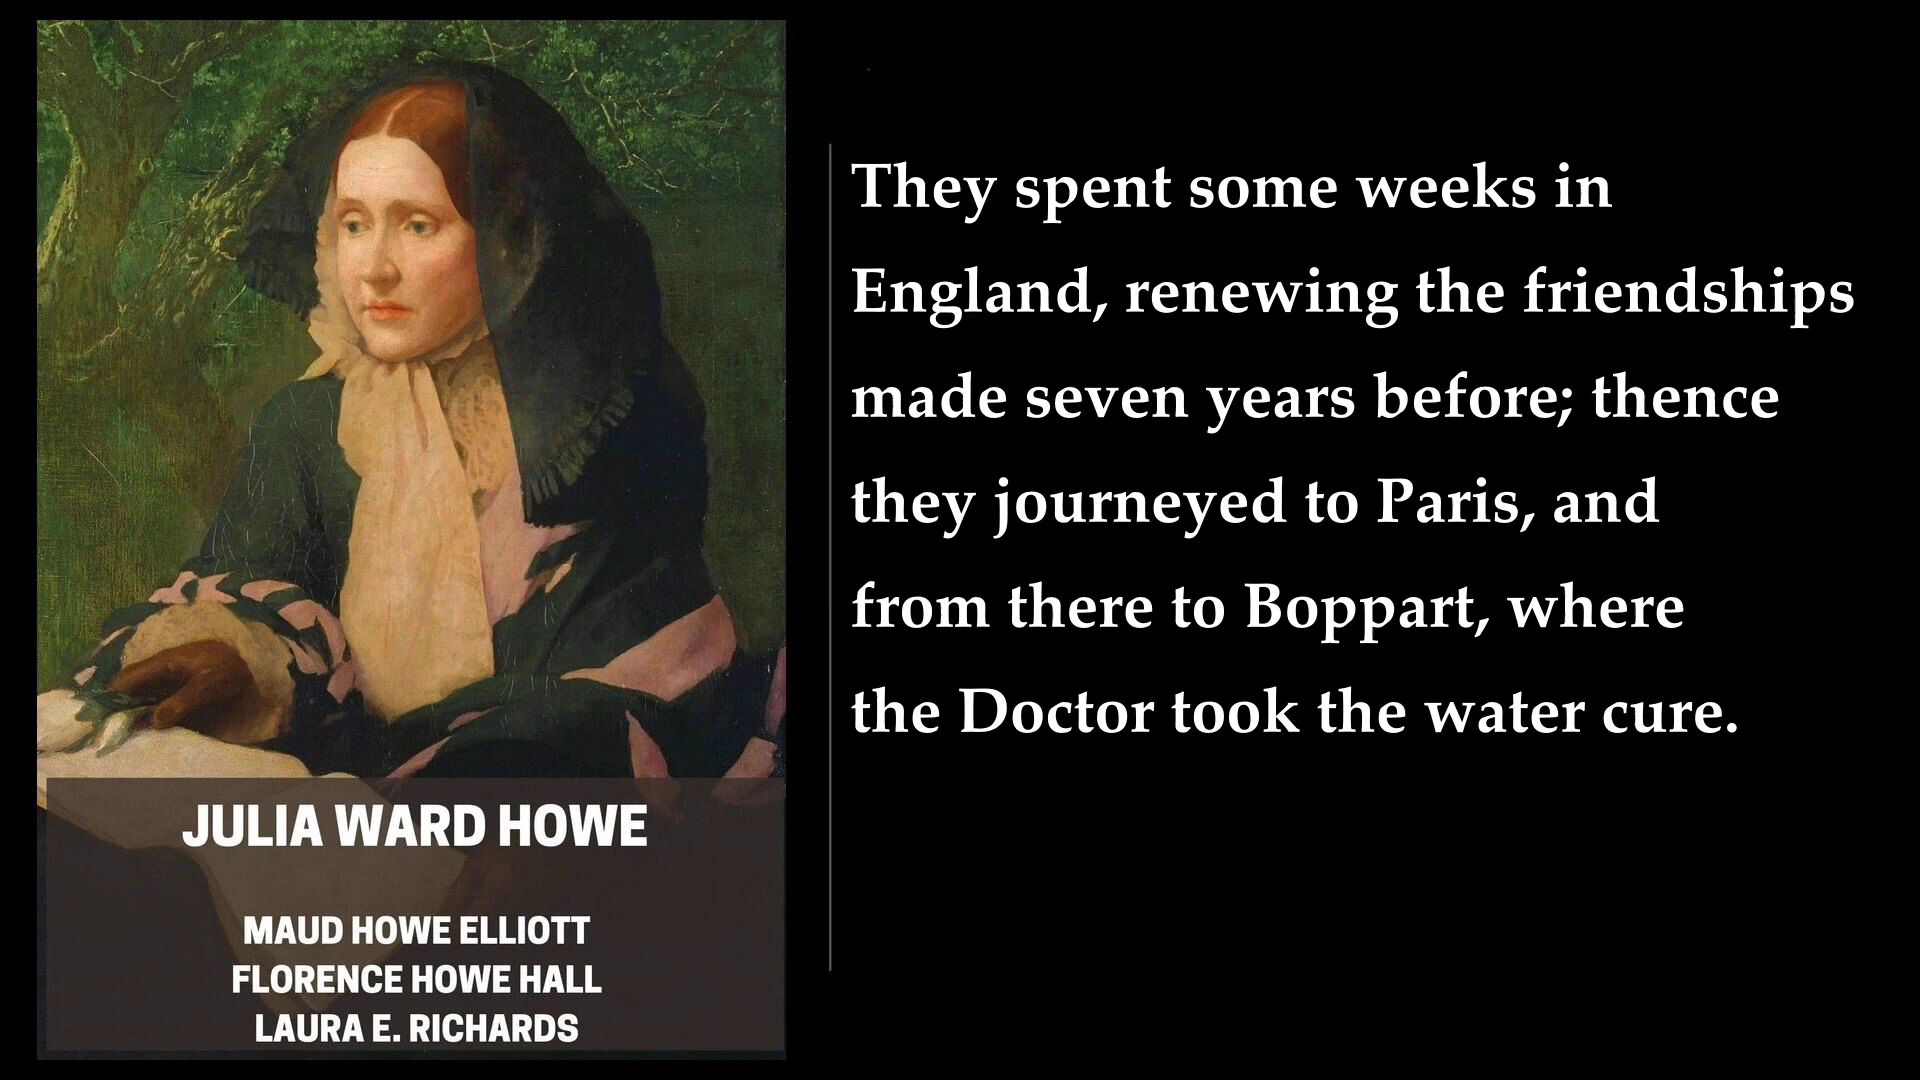 JULIA WARD HOWE
MAUD HOWE ELLIOTT
FLORENCE HOWE HALL
LAURA E. RICHARDS
They spent some weeks in
England, renewing the friendships
made seven years before; thence
they journeyed to Paris, and
from there to Boppart, where
the Doctor took the water cure.